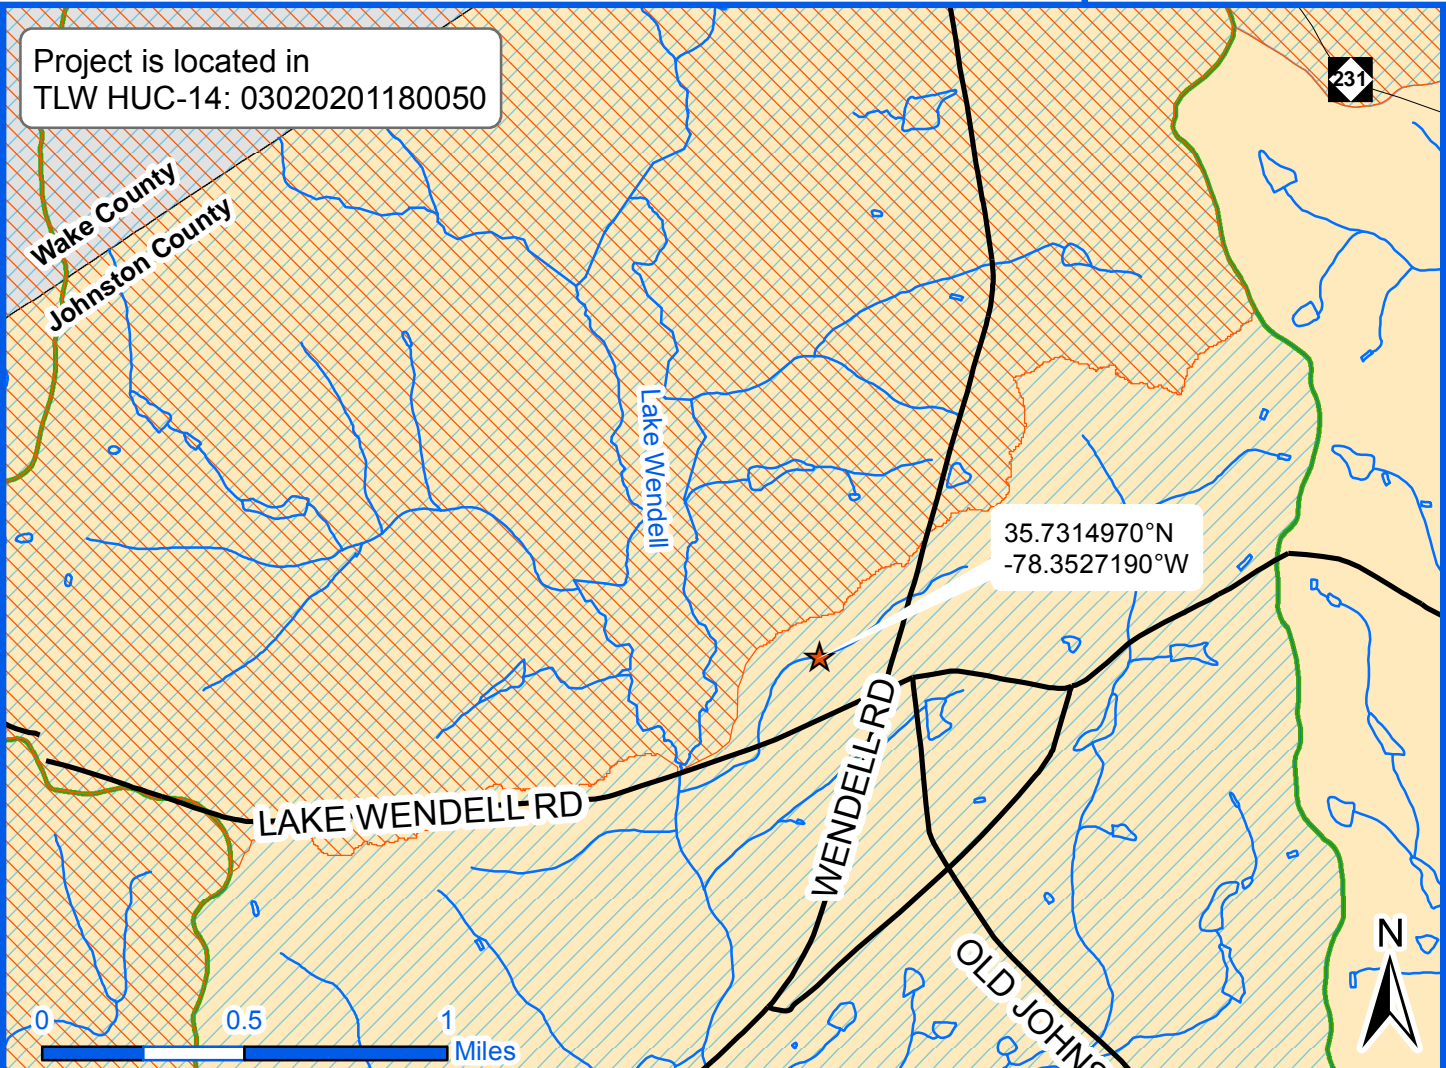 Project is located in
TLW HUC-14: 03020201180050
231
Wake County
Johnston County
Lake Wendell
35.7314970°N
-78.3527190°W
WENDELL RD
LAKE WENDELL RD
OLD JOHNS
N
0 0.5 1
Miles